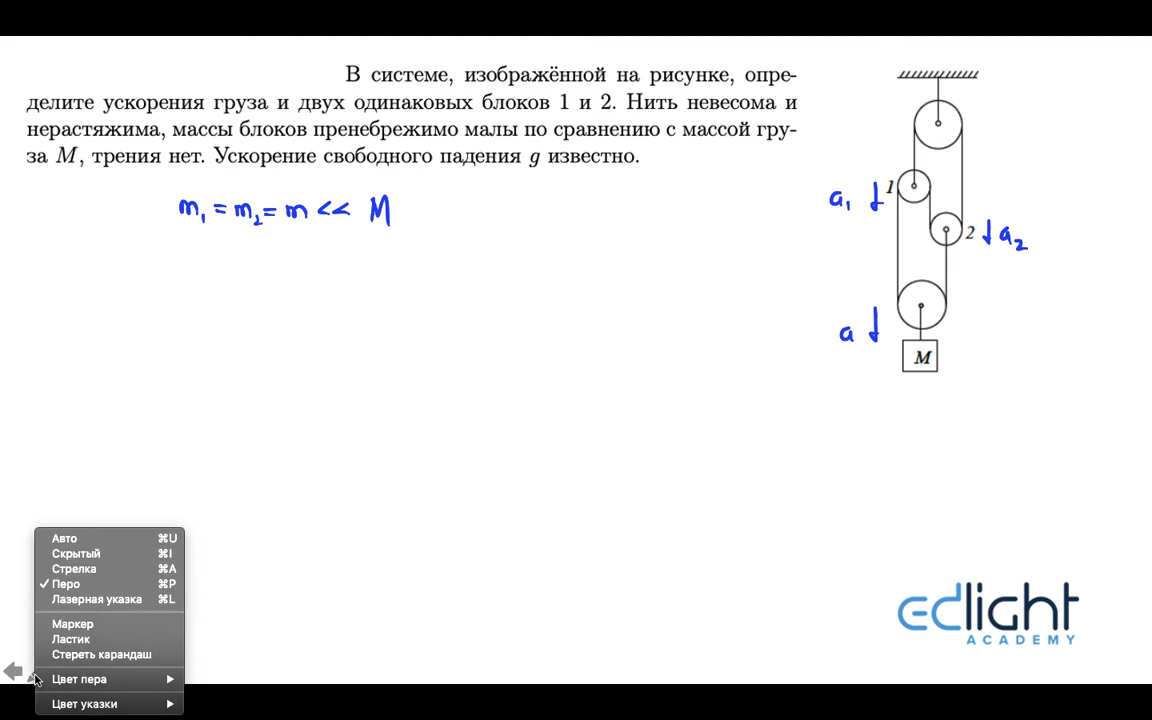 В системе, изображённой на рисунке, опре-
делите ускорения груза и двух одинаковых блоков 1 и 2. Нить невесома и
нерастяжима, массы блоков пренебрежимо малы по сравнению с массой гру-
за M, трения нет. Ускорение свободного падения g известно.
m₁ = m₂ = m << M
a₁ 1
2 a₂
a
M
Авто ⌘U
Скрытый ⌘I
Стрелка ⌘A
✓ Перо ⌘P
Лазерная указка ⌘L
Маркер
Ластик
Стереть карандаш
Цвет пера
Цвет указки
edlight
ACADEMY